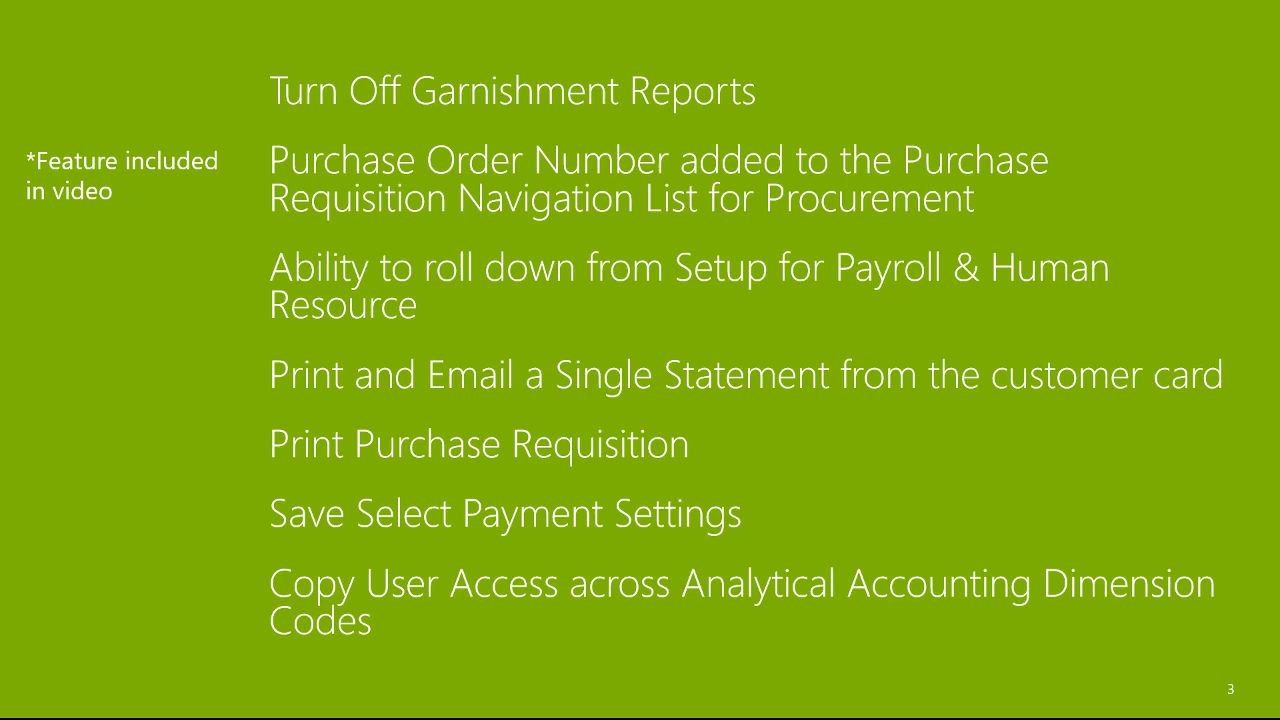 Turn Off Garnishment Reports
*Feature included
in video
Purchase Order Number added to the Purchase
Requisition Navigation List for Procurement
Ability to roll down from Setup for Payroll & Human
Resource
Print and Email a Single Statement from the customer card
Print Purchase Requisition
Save Select Payment Settings
Copy User Access across Analytical Accounting Dimension
Codes
3